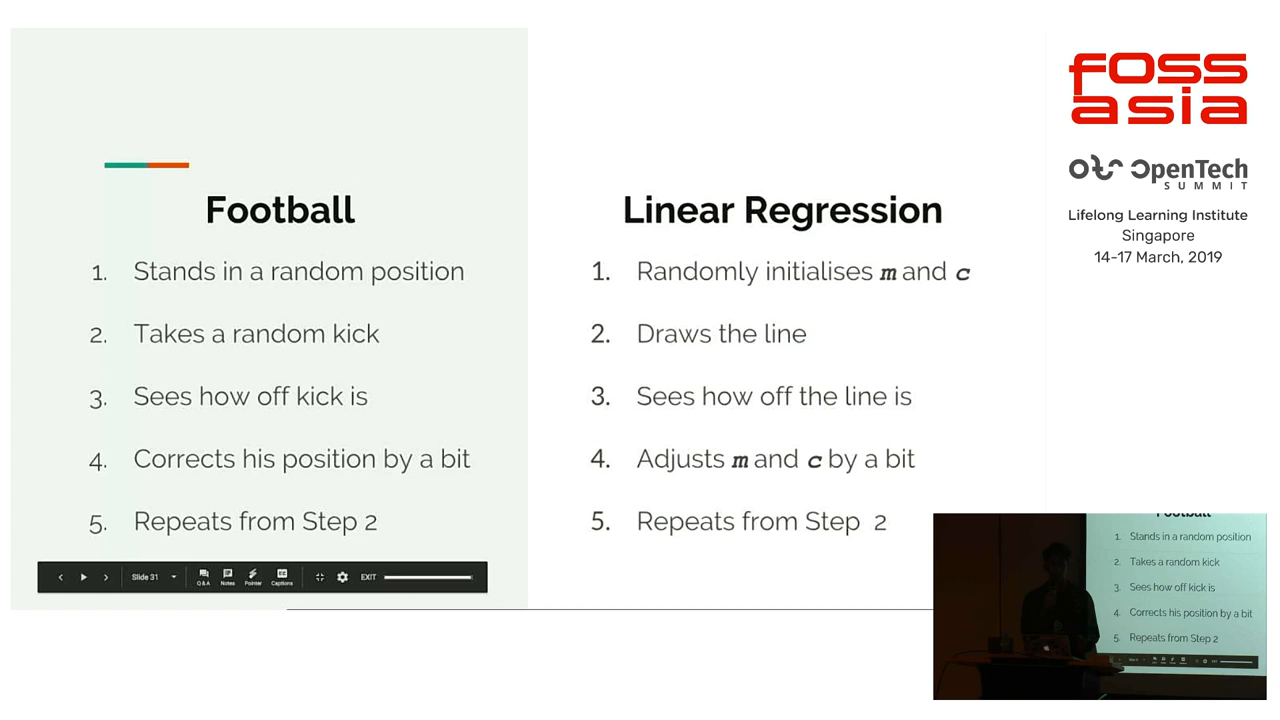 Football
1. Stands in a random position
2. Takes a random kick
3. Sees how off kick is
4. Corrects his position by a bit
5. Repeats from Step 2
Linear Regression
1. Randomly initialises m and c
2. Draws the line
3. Sees how off the line is
4. Adjusts m and c by a bit
5. Repeats from Step 2
Slide 31
Q & A
Notes
Pointer
CC
Captions
EXIT
FOSS
asia
OpenTech
SUMMIT
Lifelong Learning Institute
Singapore
14-17 March, 2019
Football
1. Stands in a random position
2. Takes a random kick
3. Sees how off kick is
4. Corrects his position by a bit
5. Repeats from Step 2